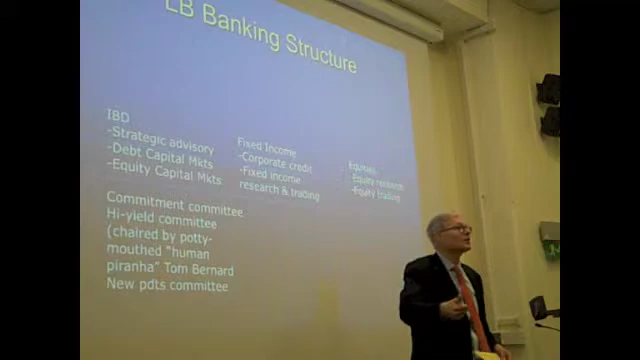 LB Banking Structure
IBD
-Strategic advisory
-Debt Capital Mkts
-Equity Capital Mkts
Fixed Income
-Corporate credit
-Fixed income
research & trading
Equities
-Equity research
-Equity trading
Commitment committee
Hi-yield committee
(chaired by potty-
mouthed "human
piranha" Tom Bernard
New pdts committee